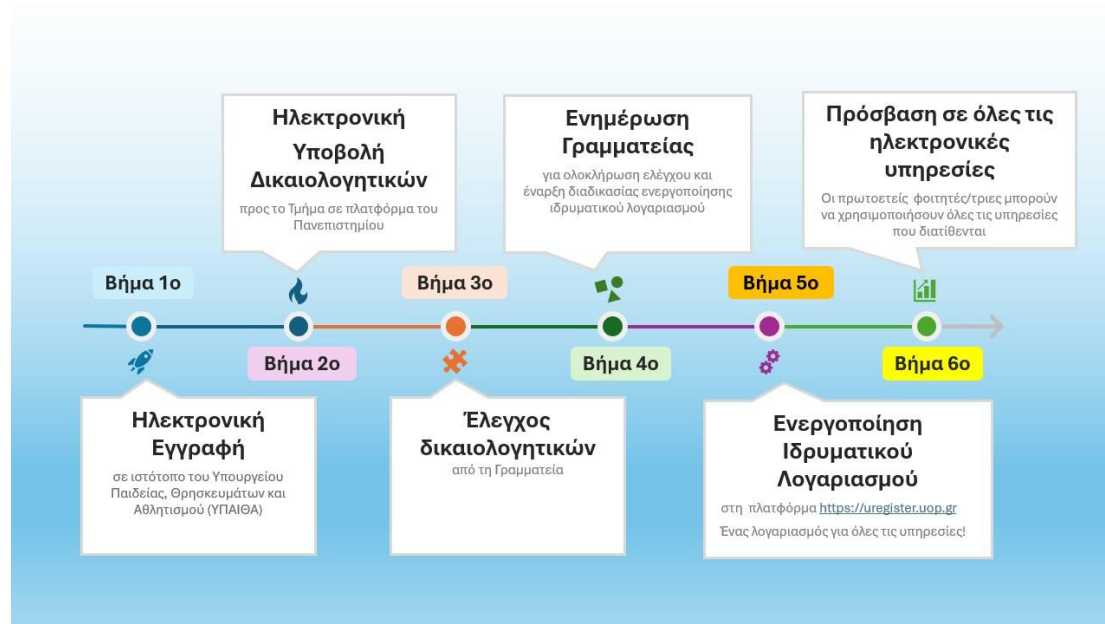 Βήμα 1ο
Ηλεκτρονική
Εγγραφή
σε ιστότοπο του Υπουργείου
Παιδείας, Θρησκευμάτων και
Αθλητισμού (ΥΠΑΙΘΑ)
Ηλεκτρονική
Υποβολή
Δικαιολογητικών
προς το Τμήμα σε πλατφόρμα του
Πανεπιστημίου
Βήμα 2ο
Βήμα 3ο
Έλεγχος
δικαιολογητικών
από τη Γραμματεία
Ενημέρωση
Γραμματείας
για ολοκλήρωση ελέγχου και
έναρξη διαδικασίας ενεργοποίησης
ιδρυματικού λογαριασμού
Βήμα 4ο
Βήμα 5ο
Ενεργοποίηση
Ιδρυματικού
Λογαριασμού
στη πλατφόρμα https://uregister.uop.gr
Ένας λογαριασμός για όλες τις υπηρεσίες!
Πρόσβαση σε όλες τις
ηλεκτρονικές
υπηρεσίες
Οι πρωτοετείς φοιτητές/τριες μπορούν
να χρησιμοποιήσουν όλες τις υπηρεσίες
που διατίθενται
Βήμα 6ο